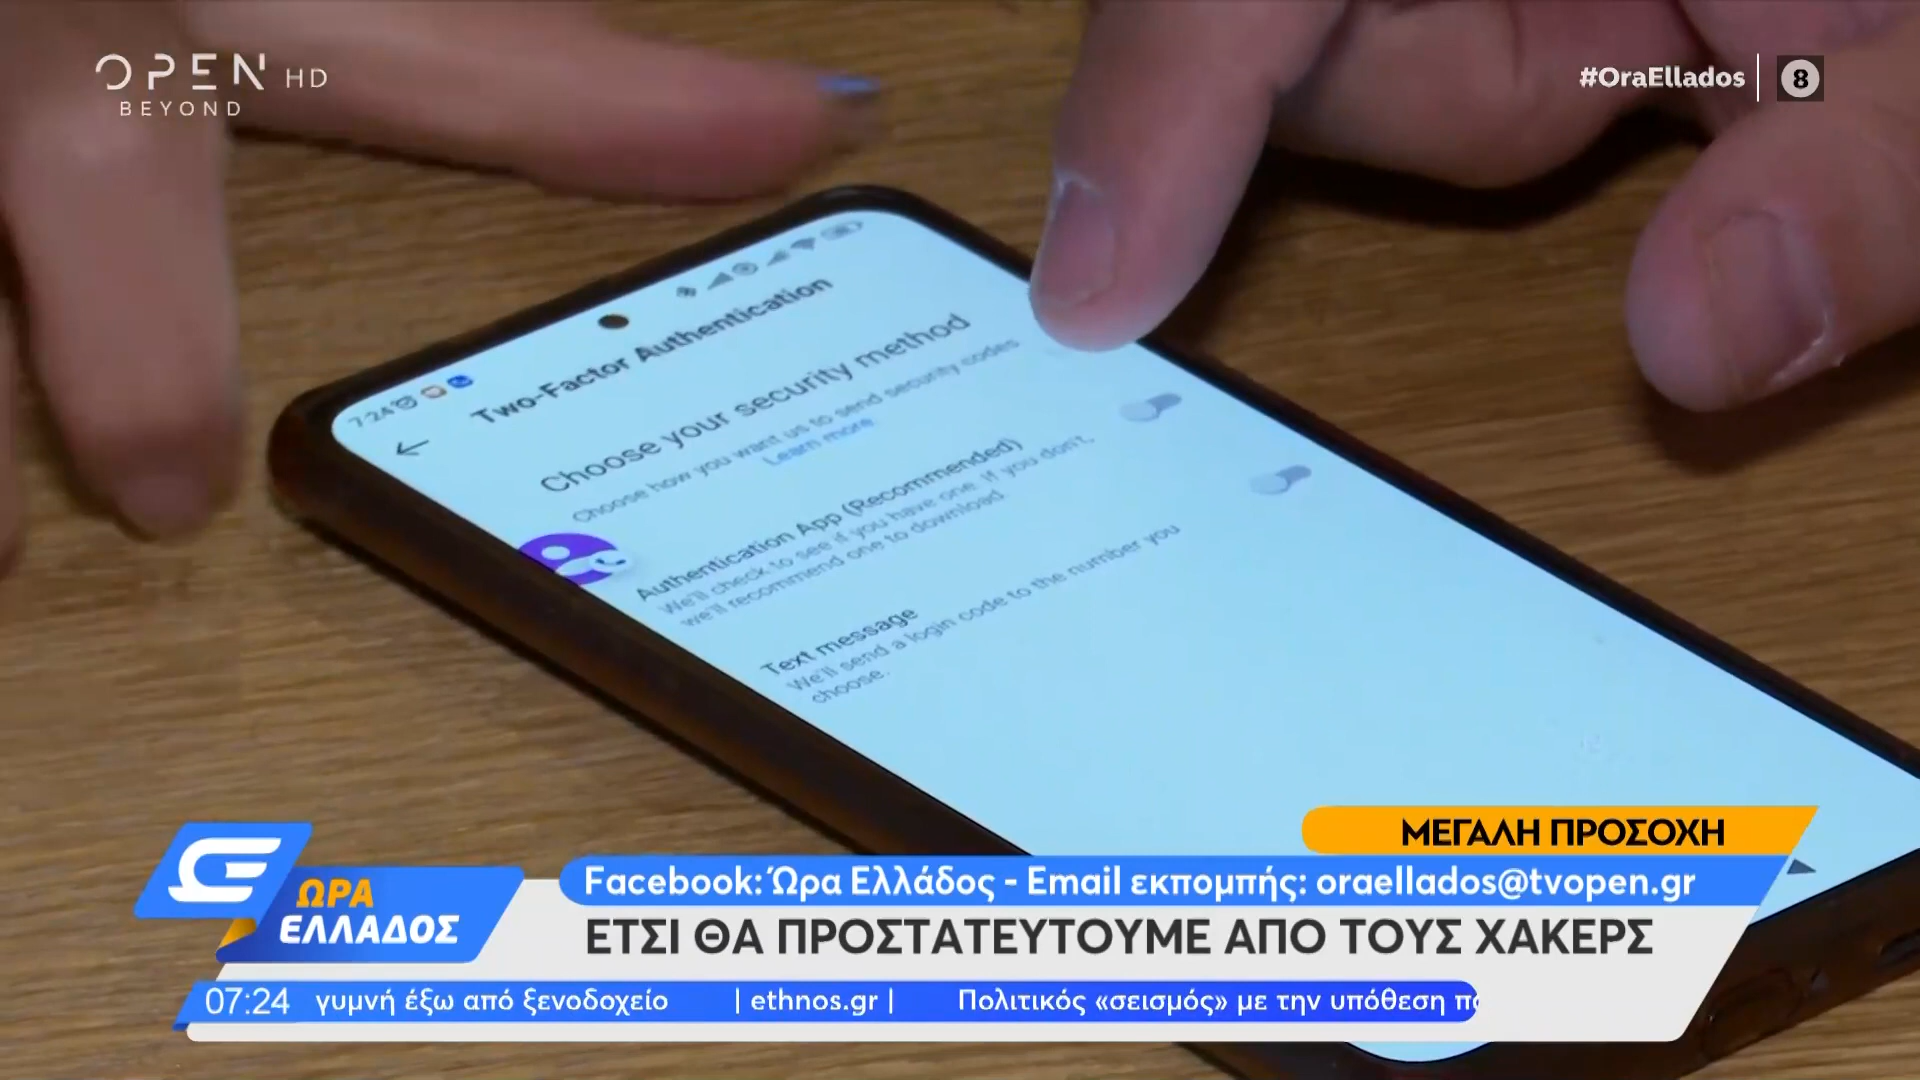 OPEN HD
BEYOND
#OraEllados
8
7:24
Two-Factor Authentication
Choose your security method
Choose how you want us to send security codes
Learn more.
Authentication App (Recommended)
We'll check to see if you have one. If you don't,
we'll recommend one to download.
Text message
We'll send a login code to the number you
choose.
ΜΕΓΑΛΗ ΠΡΟΣΟΧΗ
Facebook: Ώρα Ελλάδος - Email εκπομπής: oraellados@tvopen.gr
ΩΡΑ
ΕΛΛΑΔΟΣ
ΕΤΣΙ ΘΑ ΠΡΟΣΤΑΤΕΥΤΟΥΜΕ ΑΠΟ ΤΟΥΣ ΧΑΚΕΡΣ
07:24 γυμνή έξω από ξενοδοχείο | ethnos.gr | Πολιτικός «σεισμός» με την υπόθεση